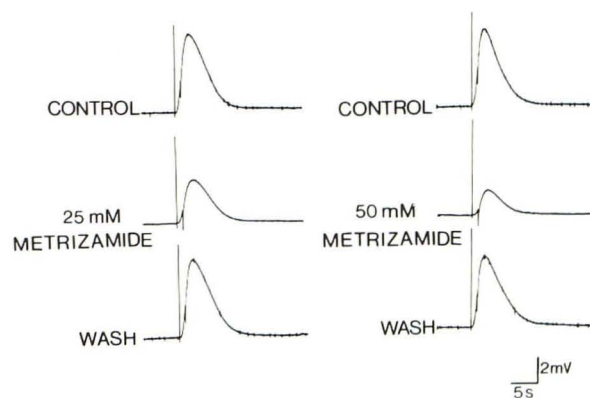 CONTROL
CONTROL
25 mM
METRIZAMIDE
50 mM
METRIZAMIDE
WASH
WASH
2mV
5s